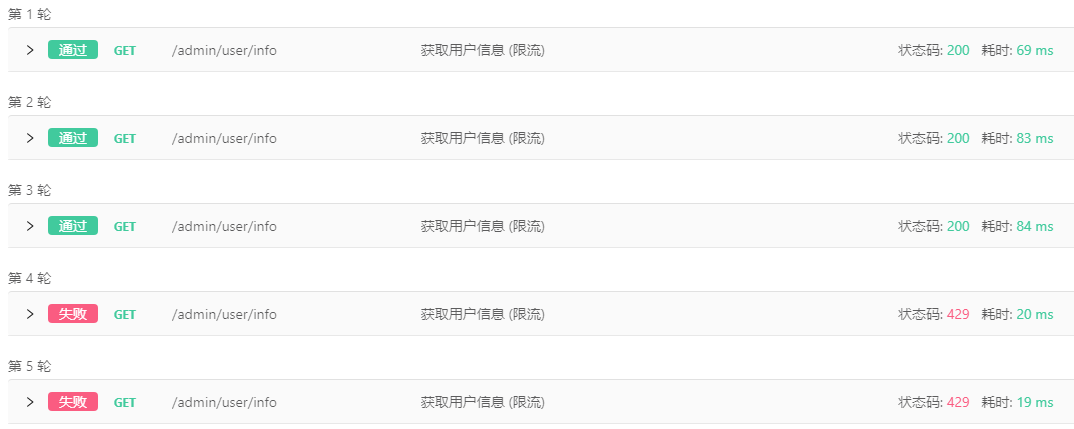 第 1 轮
通过 GET /admin/user/info 获取用户信息 (限流) 状态码: 200 耗时: 69 ms
第 2 轮
通过 GET /admin/user/info 获取用户信息 (限流) 状态码: 200 耗时: 83 ms
第 3 轮
通过 GET /admin/user/info 获取用户信息 (限流) 状态码: 200 耗时: 84 ms
第 4 轮
失败 GET /admin/user/info 获取用户信息 (限流) 状态码: 429 耗时: 20 ms
第 5 轮
失败 GET /admin/user/info 获取用户信息 (限流) 状态码: 429 耗时: 19 ms